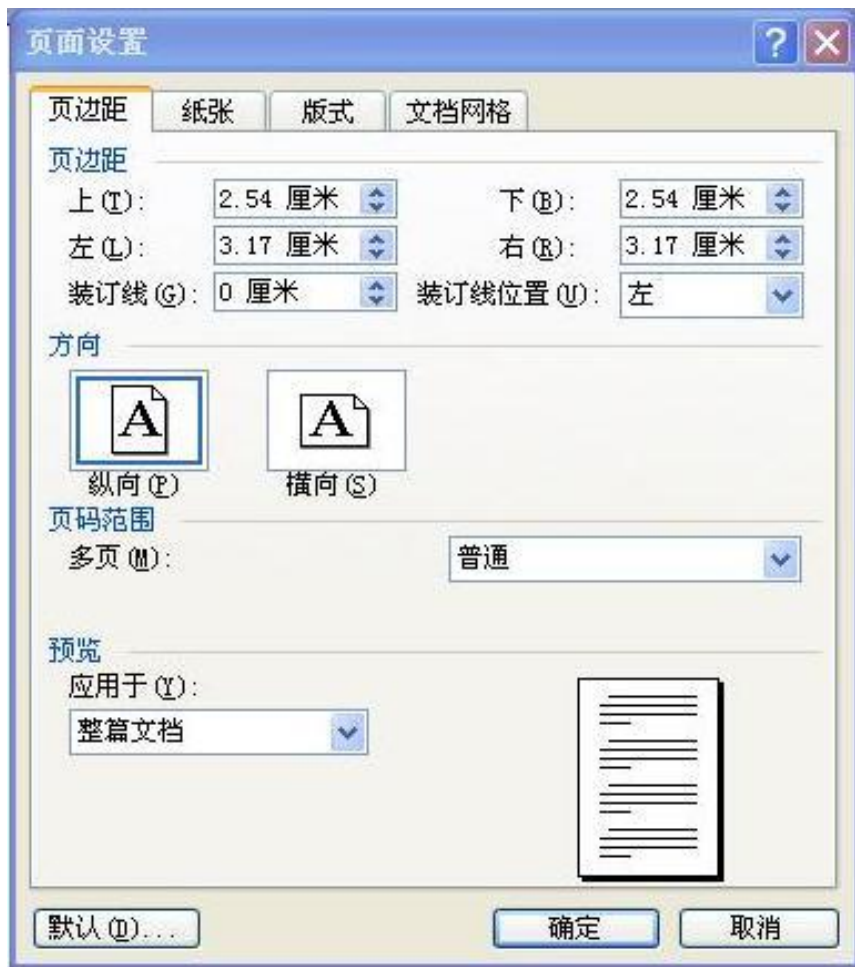 页面设置
页边距 纸张 版式 文档网格
页边距
上(T): 2.54 厘米 下(B): 2.54 厘米
左(L): 3.17 厘米 右(R): 3.17 厘米
装订线(G): 0 厘米 装订线位置(U): 左
方向
A A
纵向(P) 横向(S)
页码范围
多页(M): 普通
预览
应用于(Y):
整篇文档
默认(D)... 确定 取消